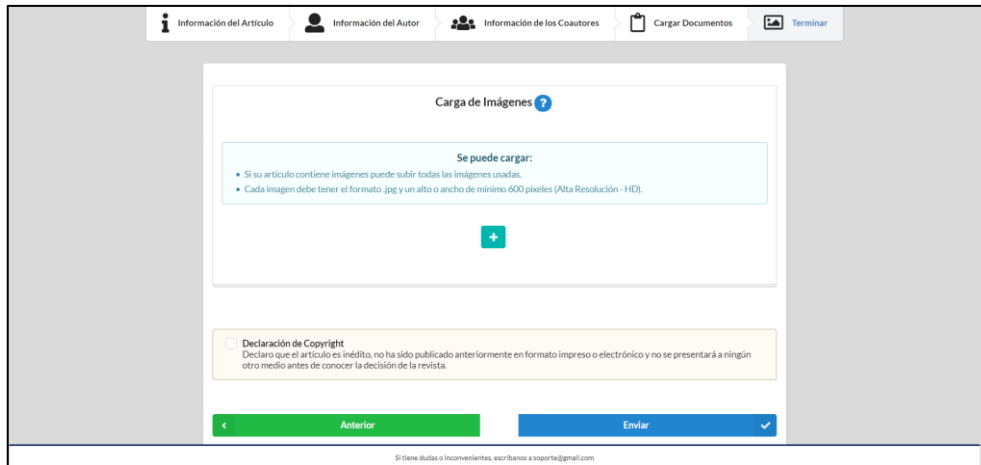 Información del Artículo
Información del Autor
Información de los Coautores
Cargar Documentos
Terminar
Carga de Imágenes ?
Se puede cargar:
• Si su artículo contiene imágenes puede subir todas las imágenes usadas.
• Cada imagen debe tener el formato .jpg y un alto o ancho de mínimo 600 pixeles (Alta Resolución - HD).
+
Declaración de Copyright
Declaro que el artículo es inédito, no ha sido publicado anteriormente en formato impreso o electrónico y no se presentará a ningún
otro medio antes de conocer la decisión de la revista.
Anterior
Enviar
Si tiene dudas o inconvenientes, escríbanos a soporte@gmail.com